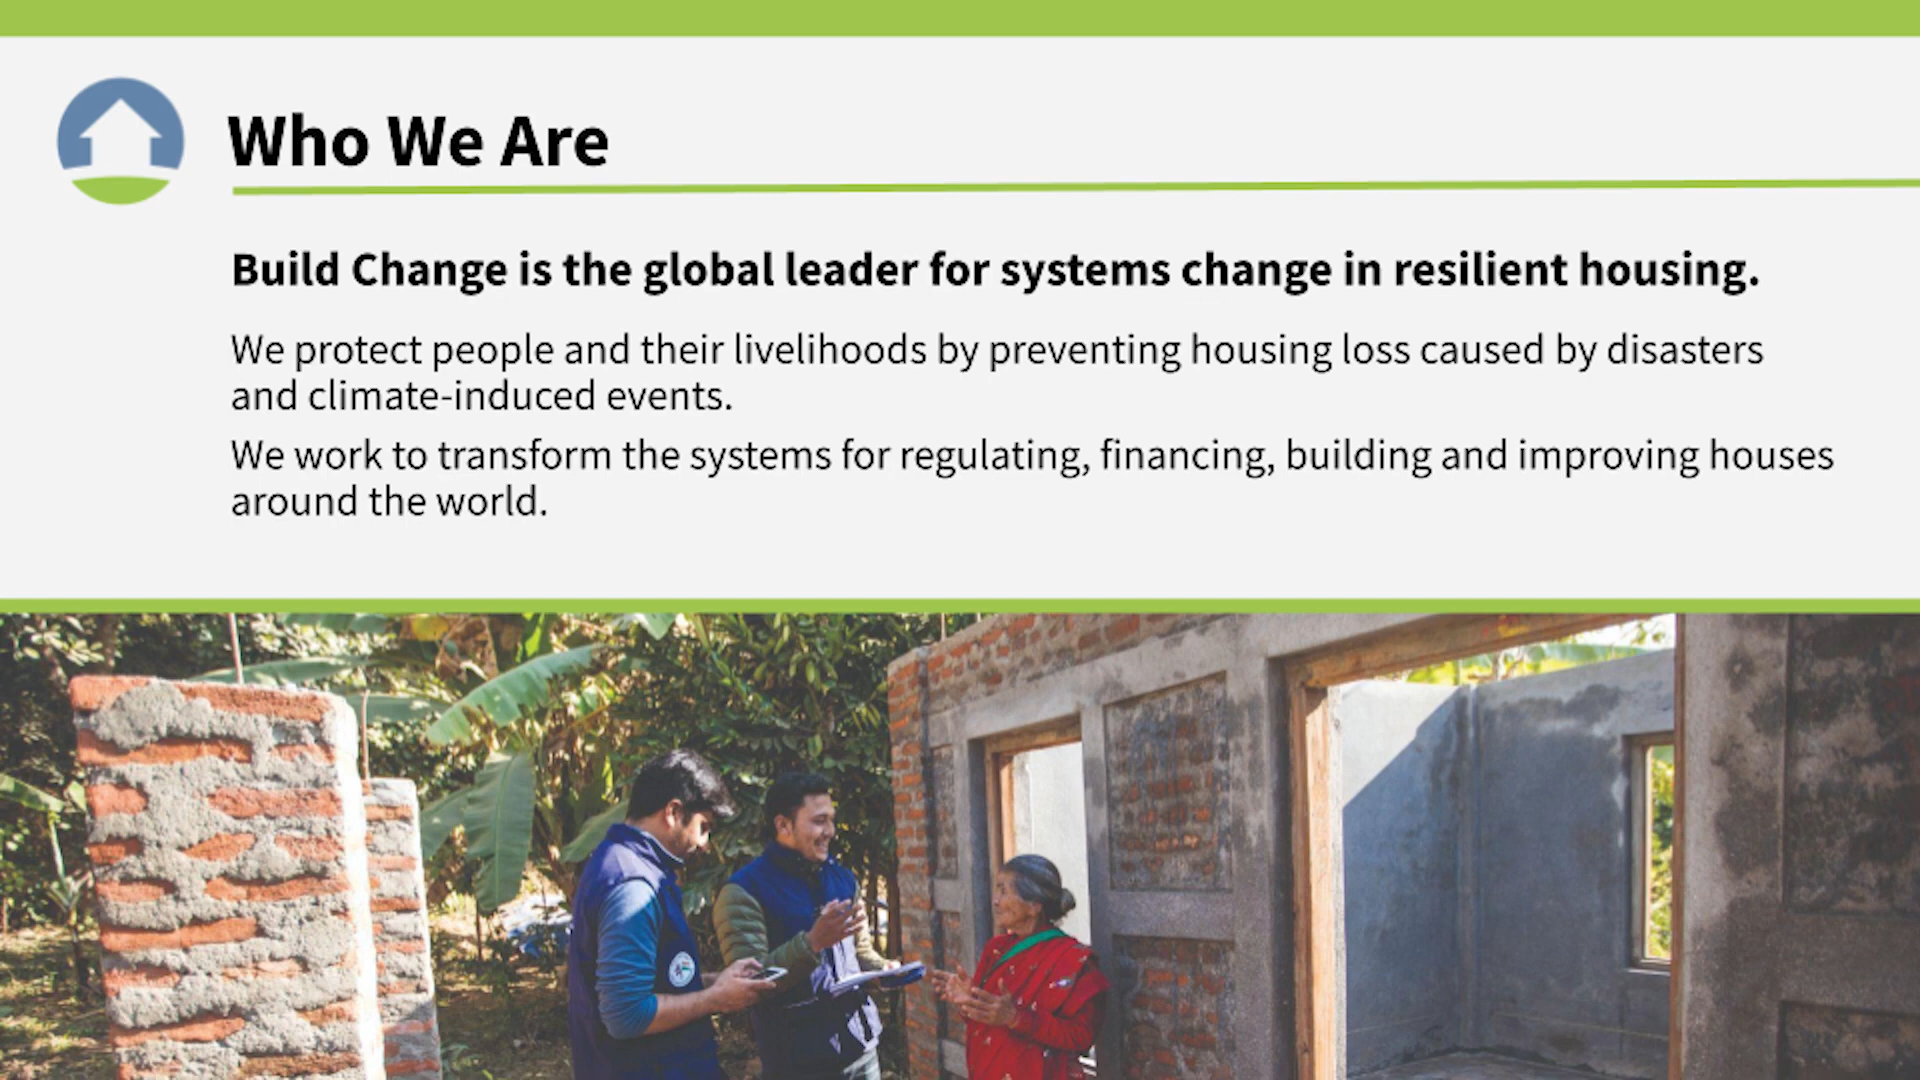 Who We Are
Build Change is the global leader for systems change in resilient housing.
We protect people and their livelihoods by preventing housing loss caused by disasters
and climate-induced events.
We work to transform the systems for regulating, financing, building and improving houses
around the world.